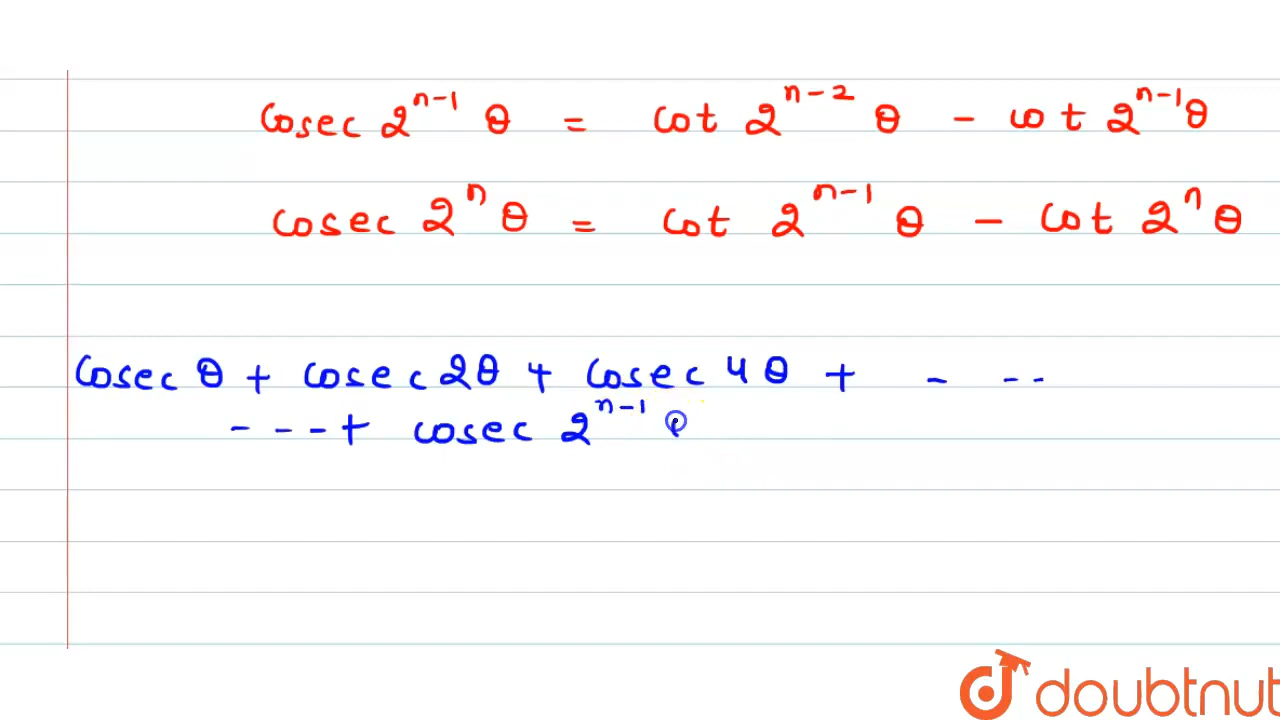 cosec 2^{n-1} θ = cot 2^{n-2} θ - cot 2^{n-1} θ
cosec 2^n θ = cot 2^{n-1} θ - cot 2^n θ
cosec θ + cosec 2θ + cosec 4θ + - --
---+ cosec 2^{n-1}
doubtnut